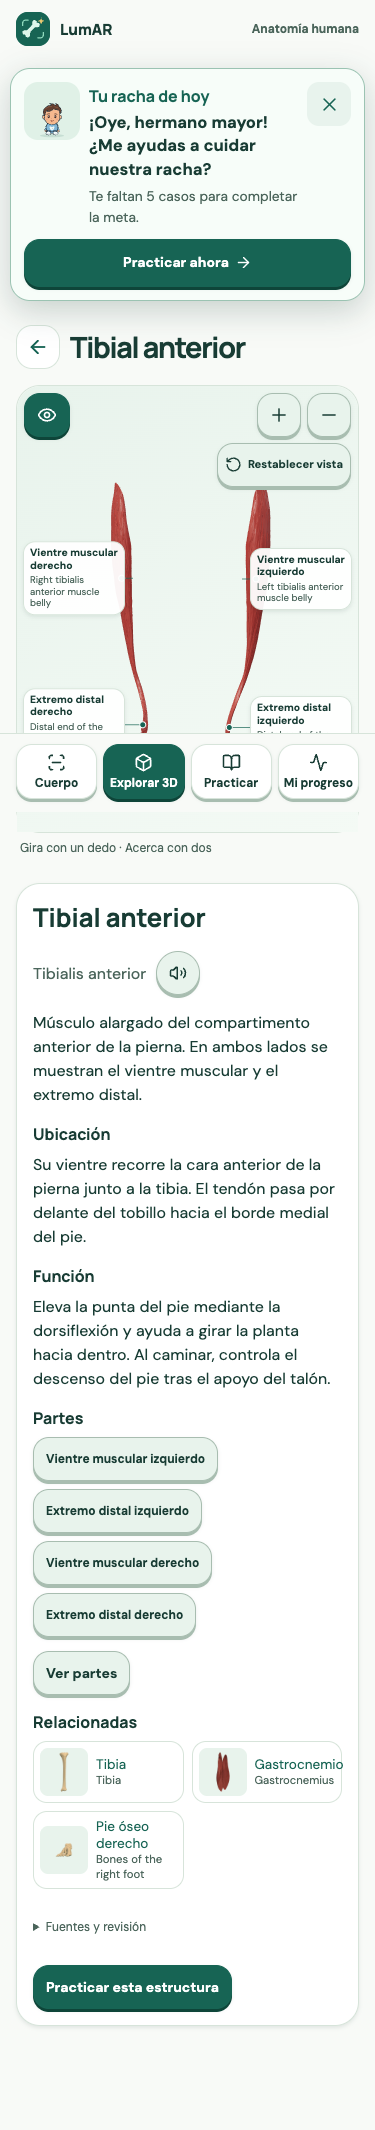 LumAR
Anatomía humana
Tu racha de hoy
¡Oye, hermano mayor!
¿Me ayudas a cuidar
nuestra racha?
Te faltan 5 casos para completar
la meta.
Practicar ahora
Tibial anterior
Restablecer vista
Vientre muscular
derecho
Right tibialis
anterior muscle
belly
Vientre muscular
izquierdo
Left tibialis anterior
muscle belly
Extremo distal
derecho
Distal end of the
Extremo distal
izquierdo
Cuerpo
Explorar 3D
Practicar
Mi progreso
Gira con un dedo · Acerca con dos
Tibial anterior
Tibialis anterior
Músculo alargado del compartimento
anterior de la pierna. En ambos lados se
muestran el vientre muscular y el
extremo distal.
Ubicación
Su vientre recorre la cara anterior de la
pierna junto a la tibia. El tendón pasa por
delante del tobillo hacia el borde medial
del pie.
Función
Eleva la punta del pie mediante la
dorsiflexión y ayuda a girar la planta
hacia dentro. Al caminar, controla el
descenso del pie tras el apoyo del talón.
Partes
Vientre muscular izquierdo
Extremo distal izquierdo
Vientre muscular derecho
Extremo distal derecho
Ver partes
Relacionadas
Tibia
Tibia
Gastrocnemio
Gastrocnemius
Pie óseo
derecho
Bones of the
right foot
Fuentes y revisión
Practicar esta estructura